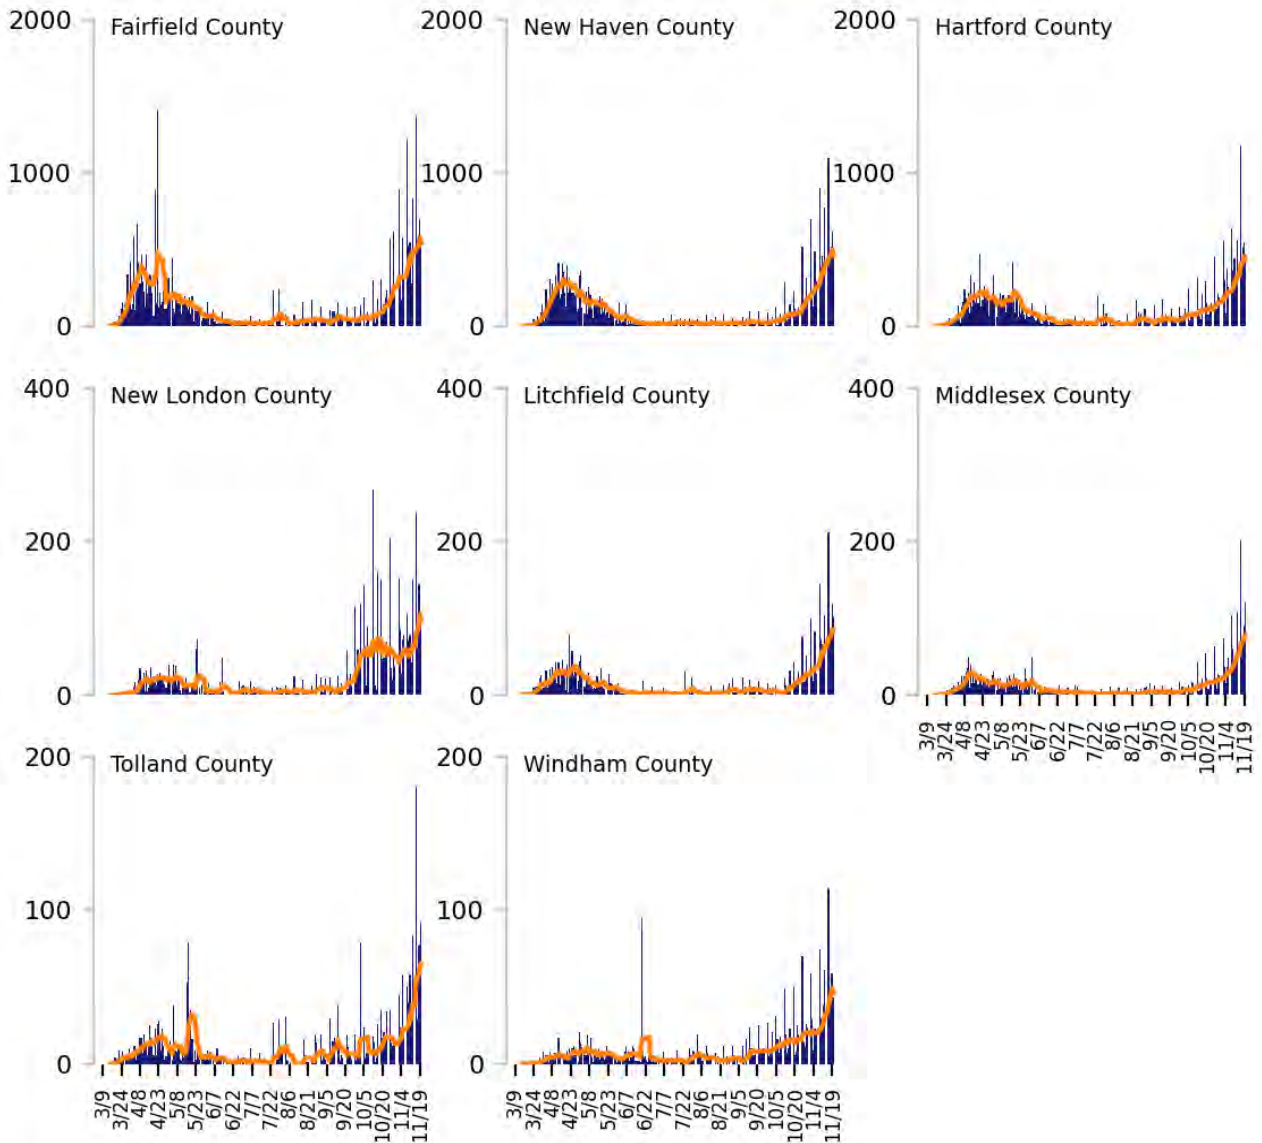 2000 Fairfield County
1000
0
2000 New Haven County
1000
0
2000 Hartford County
1000
0
400 New London County
200
0
400 Litchfield County
200
0
400 Middlesex County
200
0
3/9 3/24 4/8 4/23 5/8 5/23 6/7 6/22 7/7 7/22 8/6 8/21 9/5 9/20 10/5 10/20 11/4 11/19
200 Tolland County
100
0
3/9 3/24 4/8 4/23 5/8 5/23 6/7 6/22 7/7 7/22 8/6 8/21 9/5 9/20 10/5 10/20 11/4 11/19
200 Windham County
100
0
3/9 3/24 4/8 4/23 5/8 5/23 6/7 6/22 7/7 7/22 8/6 8/21 9/5 9/20 10/5 10/20 11/4 11/19